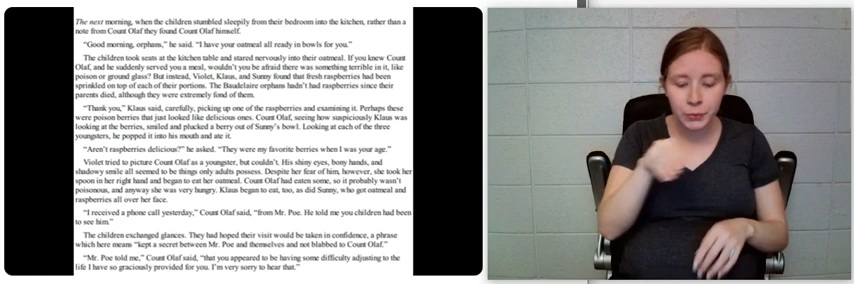 The next morning, when the children stumbled sleepily from their bedroom into the kitchen, rather than a
note from Count Olaf they found Count Olaf himself.
“Good morning, orphans,” he said. “I have your oatmeal all ready in bowls for you.”
The children took seats at the kitchen table and stared nervously into their oatmeal. If you knew Count
Olaf, and he suddenly served you a meal, wouldn’t you be afraid there was something terrible in it, like
poison or ground glass? But instead, Violet, Klaus, and Sunny found that fresh raspberries had been
sprinkled on top of each of their portions. The Baudelaire orphans hadn’t had raspberries since their
parents died, although they were extremely fond of them.
“Thank you,” Klaus said, carefully, picking up one of the raspberries and examining it. Perhaps these
were poison berries that just looked like delicious ones. Count Olaf, seeing how suspiciously Klaus was
looking at the berries, smiled and plucked a berry out of Sunny’s bowl. Looking at each of the three
youngsters, he popped it into his mouth and ate it.
“Aren’t raspberries delicious?” he asked. “They were my favorite berries when I was your age.”
Violet tried to picture Count Olaf as a youngster, but couldn’t. His shiny eyes, bony hands, and
shadowy smile all seemed to be things only adults possess. Despite her fear of him, however, she took her
spoon in her right hand and began to eat her oatmeal. Count Olaf had eaten some, so it probably wasn’t
poisonous, and anyway she was very hungry. Klaus began to eat, too, as did Sunny, who got oatmeal and
raspberries all over her face.
“I received a phone call yesterday,” Count Olaf said, “from Mr. Poe. He told me you children had been
to see him.”
The children exchanged glances. They had hoped their visit would be taken in confidence, a phrase
which here means “kept a secret between Mr. Poe and themselves and not blabbed to Count Olaf.”
“Mr. Poe told me,” Count Olaf said, “that you appeared to be having some difficulty adjusting to the
life I have so graciously provided for you. I’m very sorry to hear that.”